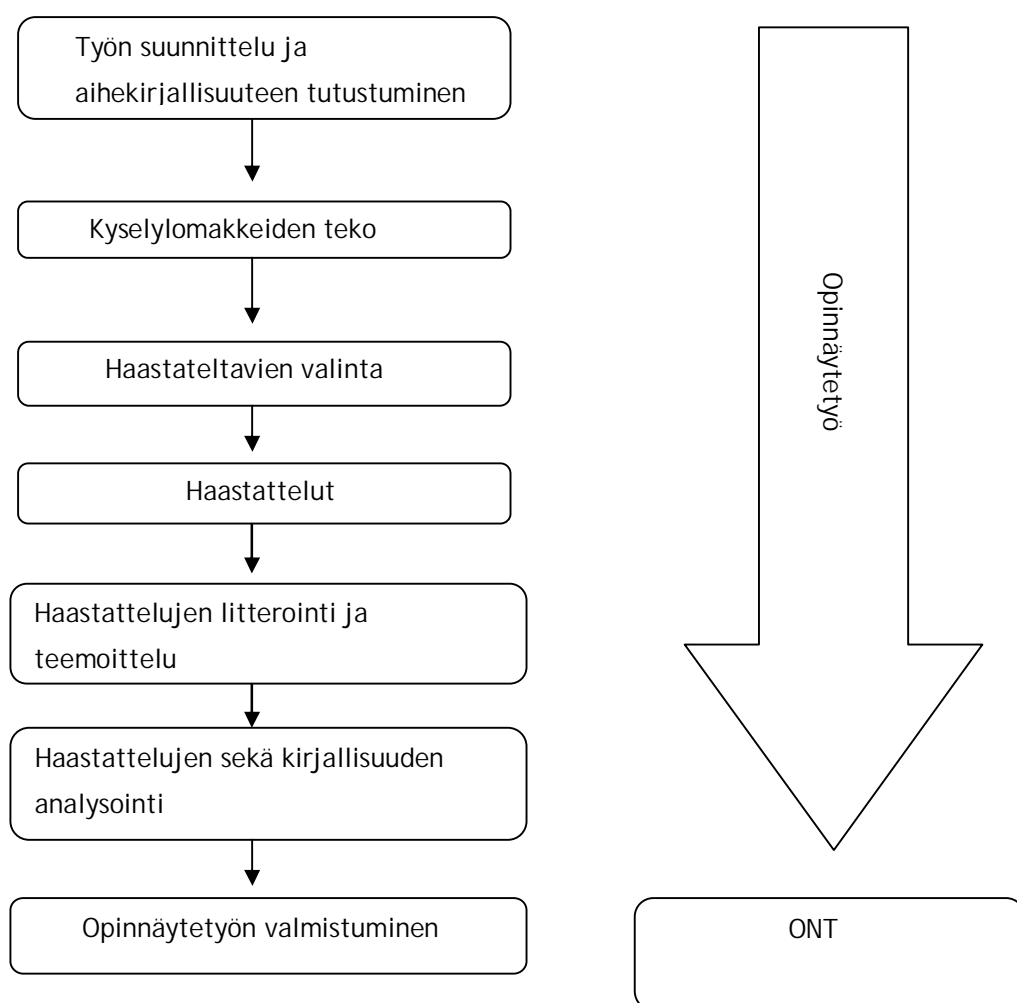 Työn suunnittelu ja
aihekirjallisuuteen tutustuminen
Kyselylomakkeiden teko
Haastateltavien valinta
Haastattelut
Haastattelujen litterointi ja
teemoittelu
Haastattelujen sekä kirjallisuuden
analysointi
Opinnäytetyön valmistuminen
Opinnäytetyö
ONT